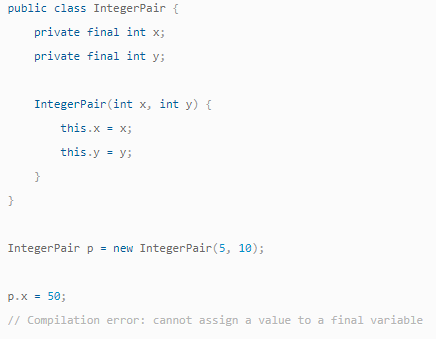 public class IntegerPair {
    private final int x;
    private final int y;

    IntegerPair(int x, int y) {
        this.x = x;
        this.y = y;
    }
}

IntegerPair p = new IntegerPair(5, 10);

p.x = 50;
// Compilation error: cannot assign a value to a final variable